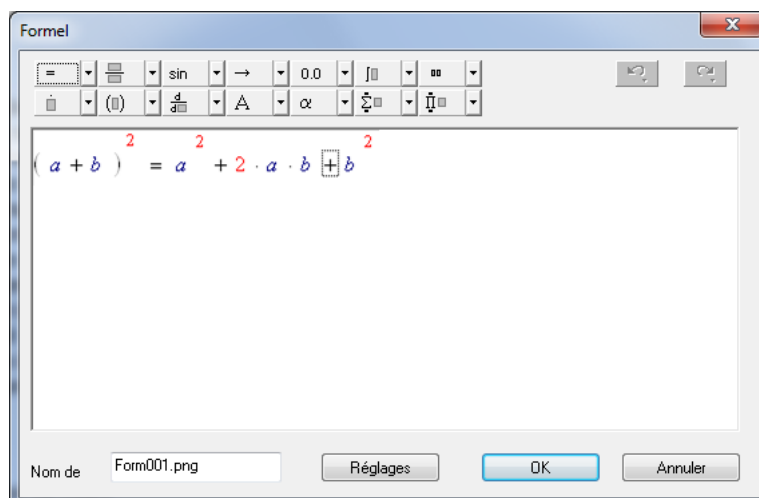 Formel
= sin → 0.0 ∫▯ ▯▯
(▯) d/d▯ A α Σ▯ Π▯
(a + b)² = a² + 2 · a · b + b²
Nom de Form001.png Réglages OK Annuler